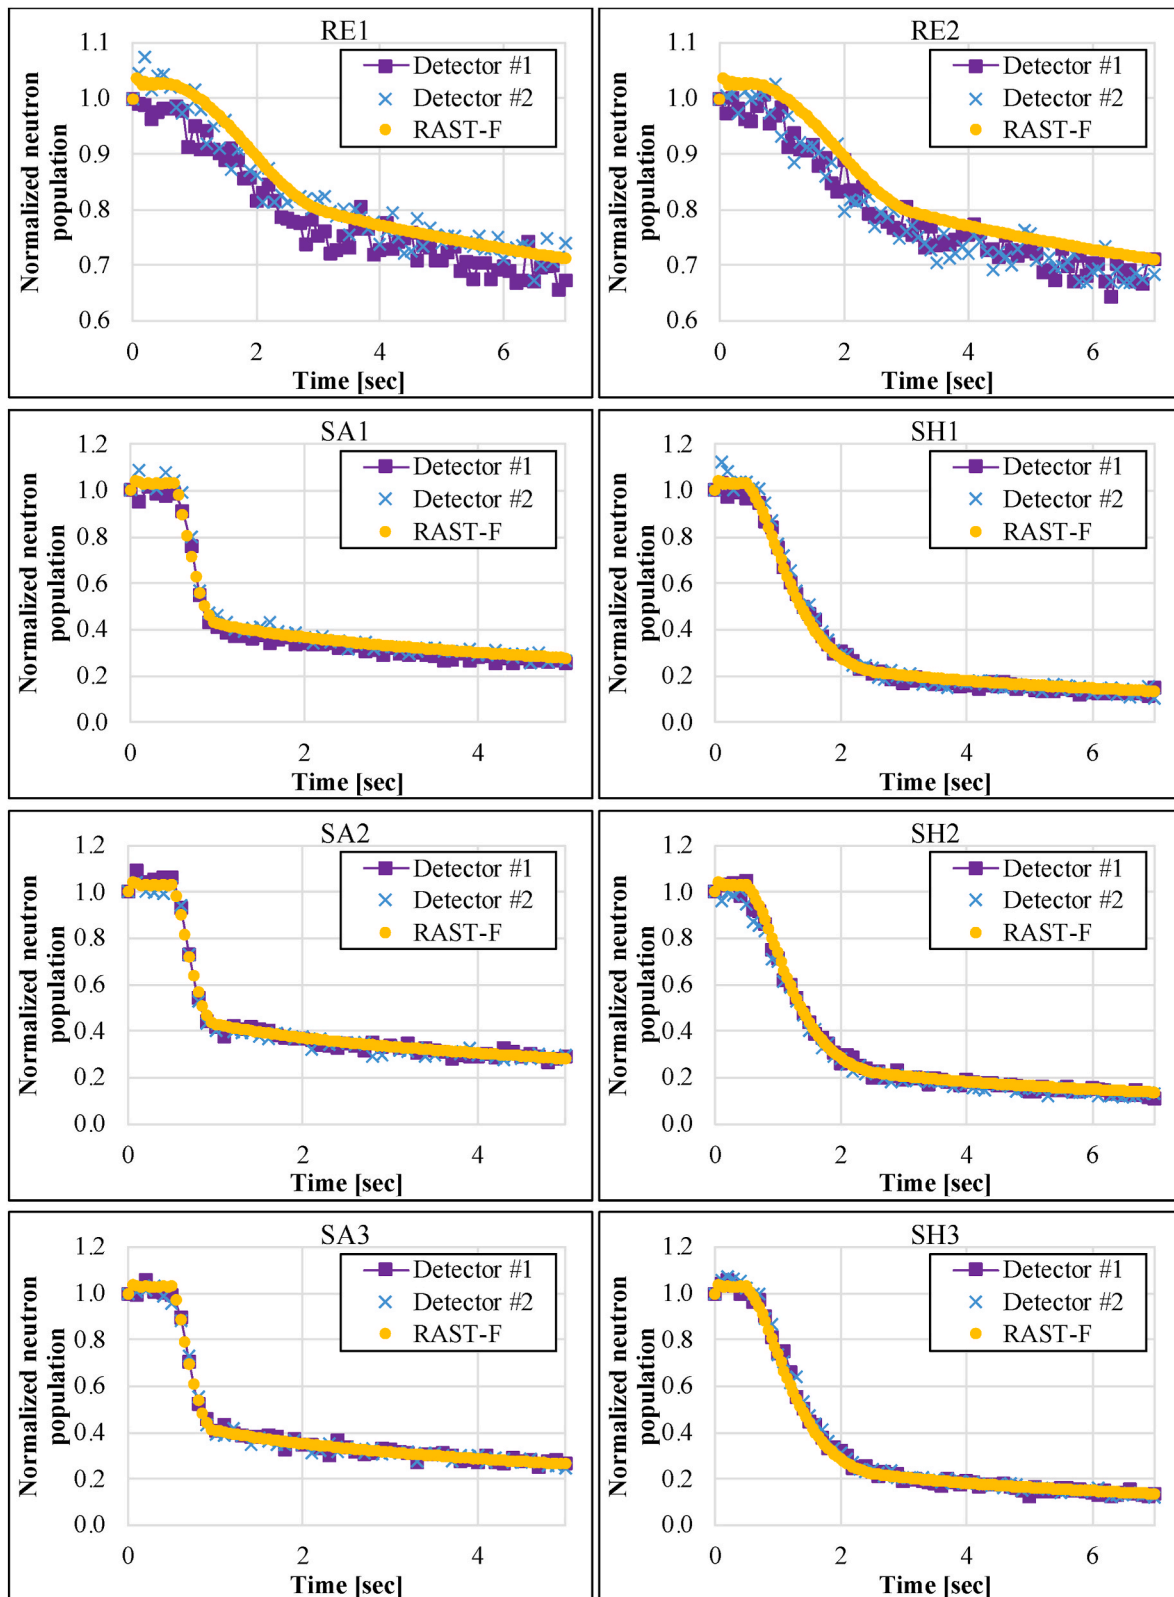 RE1
1.1
1.0
0.9
0.8
0.7
0.6
Normalized neutron
population
Detector #1
Detector #2
RAST-F
0 2 4 6
Time [sec]
RE2
1.1
1.0
0.9
0.8
0.7
0.6
Normalized neutron
population
Detector #1
Detector #2
RAST-F
0 2 4 6
Time [sec]
SA1
1.2
1.0
0.8
0.6
0.4
0.2
0.0
Normalized neutron
population
Detector #1
Detector #2
RAST-F
0 2 4
Time [sec]
SH1
1.2
1.0
0.8
0.6
0.4
0.2
0.0
Normalized neutron
population
Detector #1
Detector #2
RAST-F
0 2 4 6
Time [sec]
SA2
1.2
1.0
0.8
0.6
0.4
0.2
0.0
Normalized neutron
population
Detector #1
Detector #2
RAST-F
0 2 4
Time [sec]
SH2
1.2
1.0
0.8
0.6
0.4
0.2
0.0
Normalized neutron
population
Detector #1
Detector #2
RAST-F
0 2 4 6
Time [sec]
SA3
1.2
1.0
0.8
0.6
0.4
0.2
0.0
Normalized neutron
population
Detector #1
Detector #2
RAST-F
0 2 4
Time [sec]
SH3
1.2
1.0
0.8
0.6
0.4
0.2
0.0
Normalized neutron
population
Detector #1
Detector #2
RAST-F
0 2 4 6
Time [sec]